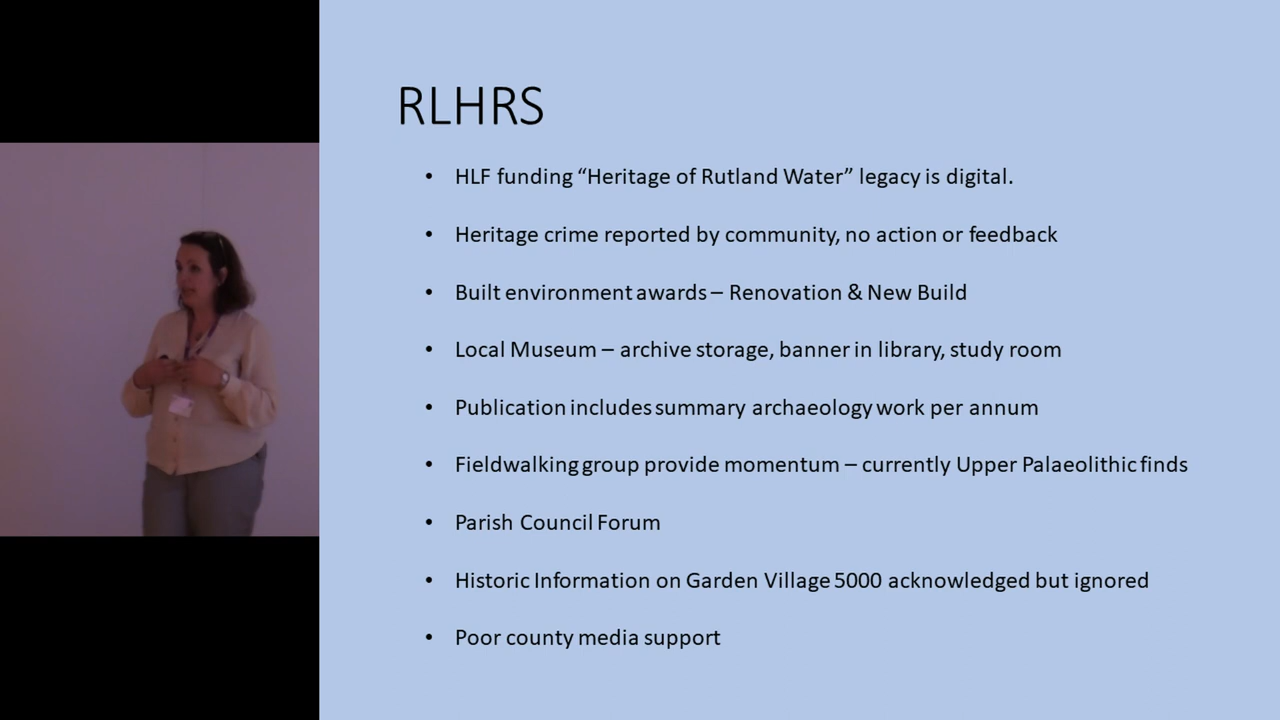 RLHRS
• HLF funding “Heritage of Rutland Water” legacy is digital.
• Heritage crime reported by community, no action or feedback
• Built environment awards – Renovation & New Build
• Local Museum – archive storage, banner in library, study room
• Publication includes summary archaeology work per annum
• Fieldwalking group provide momentum – currently Upper Palaeolithic finds
• Parish Council Forum
• Historic Information on Garden Village 5000 acknowledged but ignored
• Poor county media support